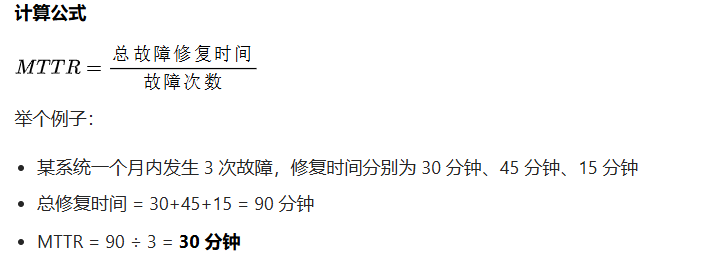 计算公式
MTTR = 总故障修复时间 / 故障次数
举个例子：
• 某系统一个月内发生 3 次故障，修复时间分别为 30 分钟、45 分钟、15 分钟
• 总修复时间 = 30+45+15 = 90 分钟
• MTTR = 90 ÷ 3 = 30 分钟